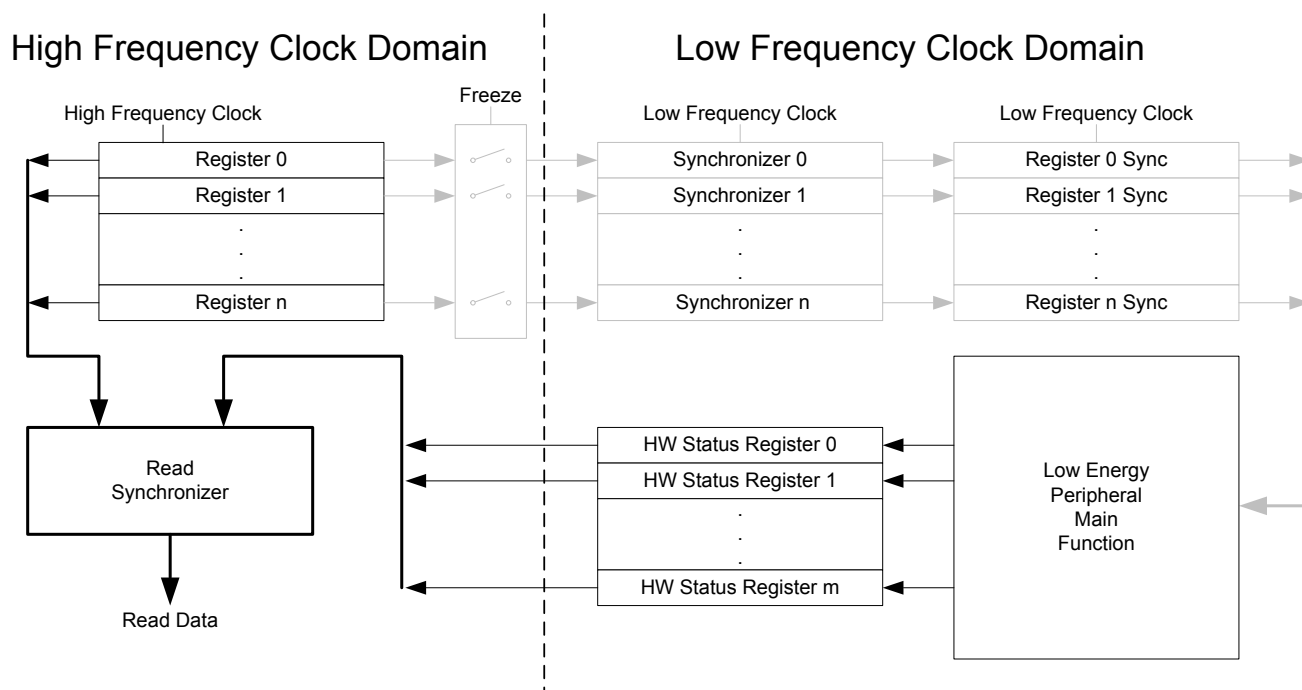 High Frequency Clock Domain
Low Frequency Clock Domain
Freeze
High Frequency Clock
Low Frequency Clock
Low Frequency Clock
Register 0
Synchronizer 0
Register 0 Sync
Register 1
Synchronizer 1
Register 1 Sync
.
.
.
.
.
.
.
.
.
Register n
Synchronizer n
Register n Sync
Read
Synchronizer
Read Data
HW Status Register 0
HW Status Register 1
.
.
.
HW Status Register m
Low Energy
Peripheral
Main
Function